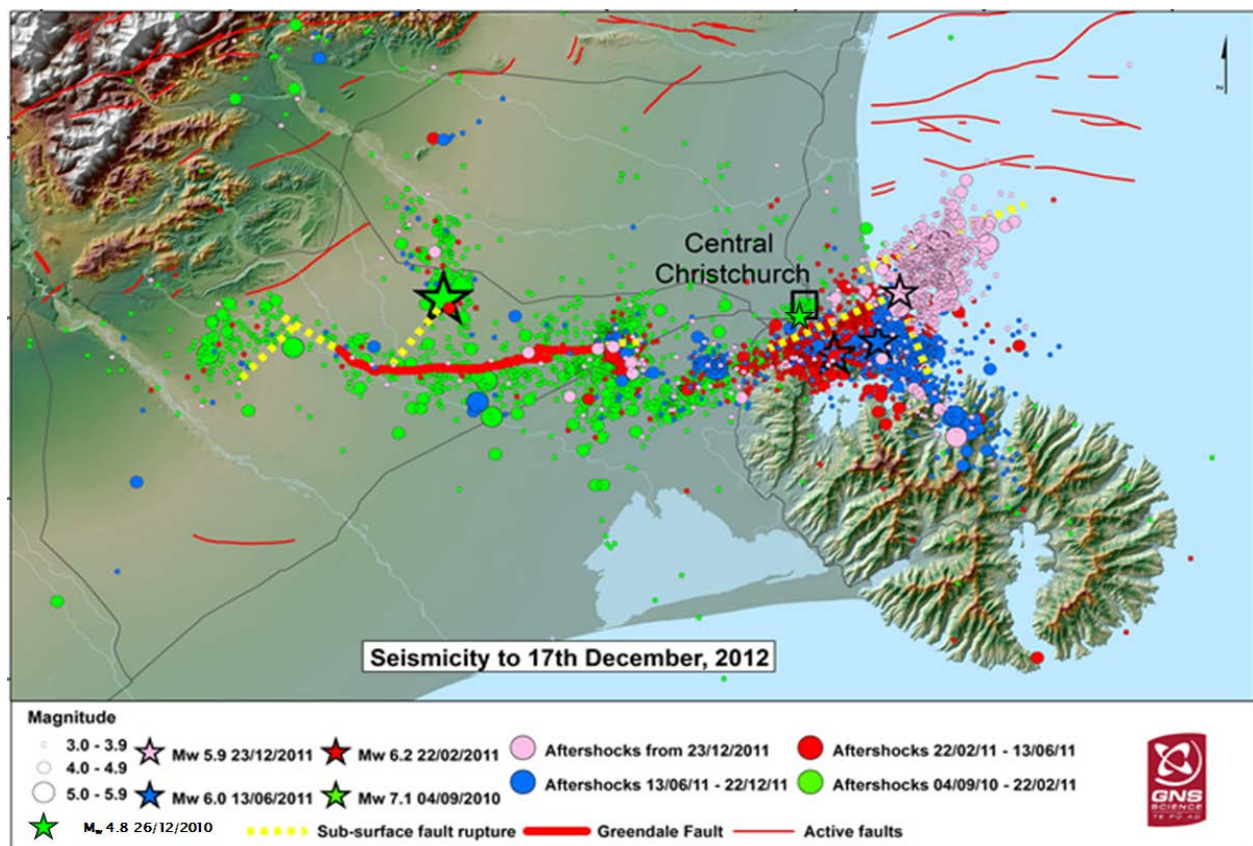 Central
Christchurch
Seismicity to 17th December, 2012
Magnitude
3.0 - 3.9
4.0 - 4.9
5.0 - 5.9
Mw 5.9 23/12/2011
Mw 6.2 22/02/2011
Mw 6.0 13/06/2011
Mw 7.1 04/09/2010
Aftershocks from 23/12/2011
Aftershocks 22/02/11 - 13/06/11
Aftershocks 13/06/11 - 22/12/11
Aftershocks 04/09/10 - 22/02/11
Mw 4.8 26/12/2010
Sub-surface fault rupture
Greendale Fault
Active faults
GNS
SCIENCE
TE PŪ AO